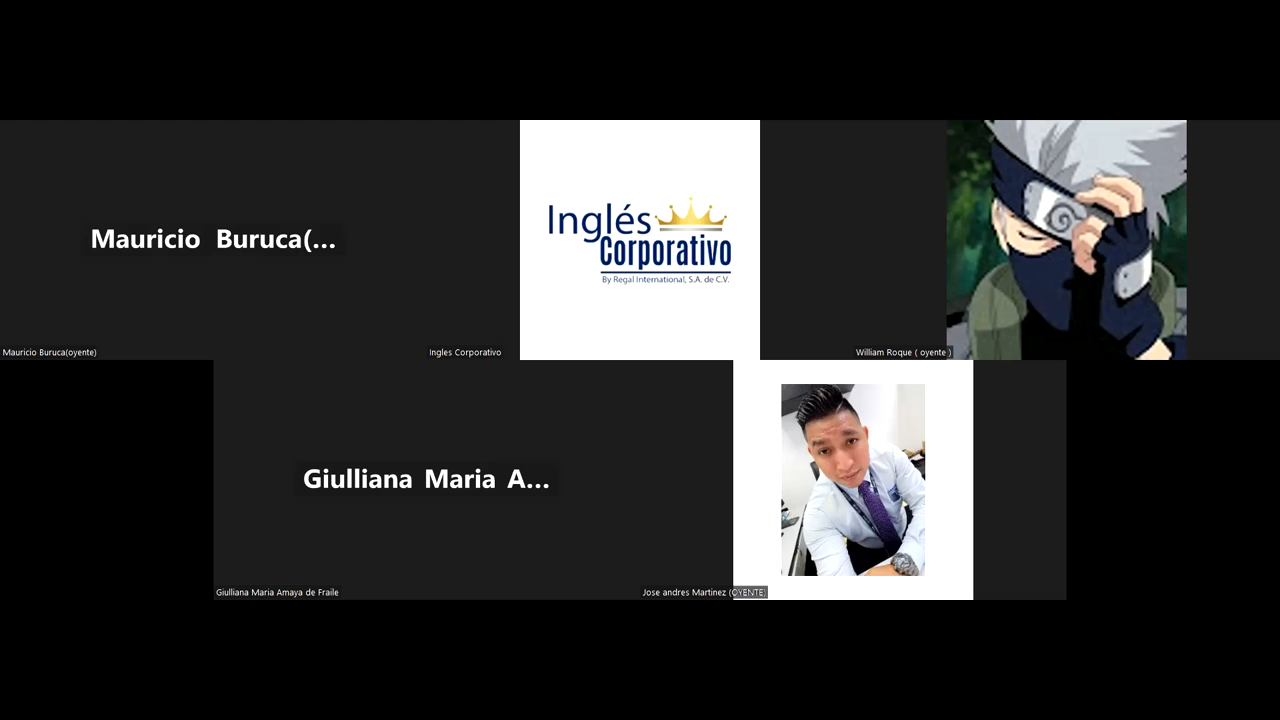 Mauricio Buruca(...
Mauricio Buruca(oyente)
Inglés
Corporativo
By Regal International, S.A. de C.V.
Ingles Corporativo
William Roque ( oyente )
Giulliana Maria A...
Giulliana Maria Amaya de Fraile
Jose andres Martinez (OYENTE)